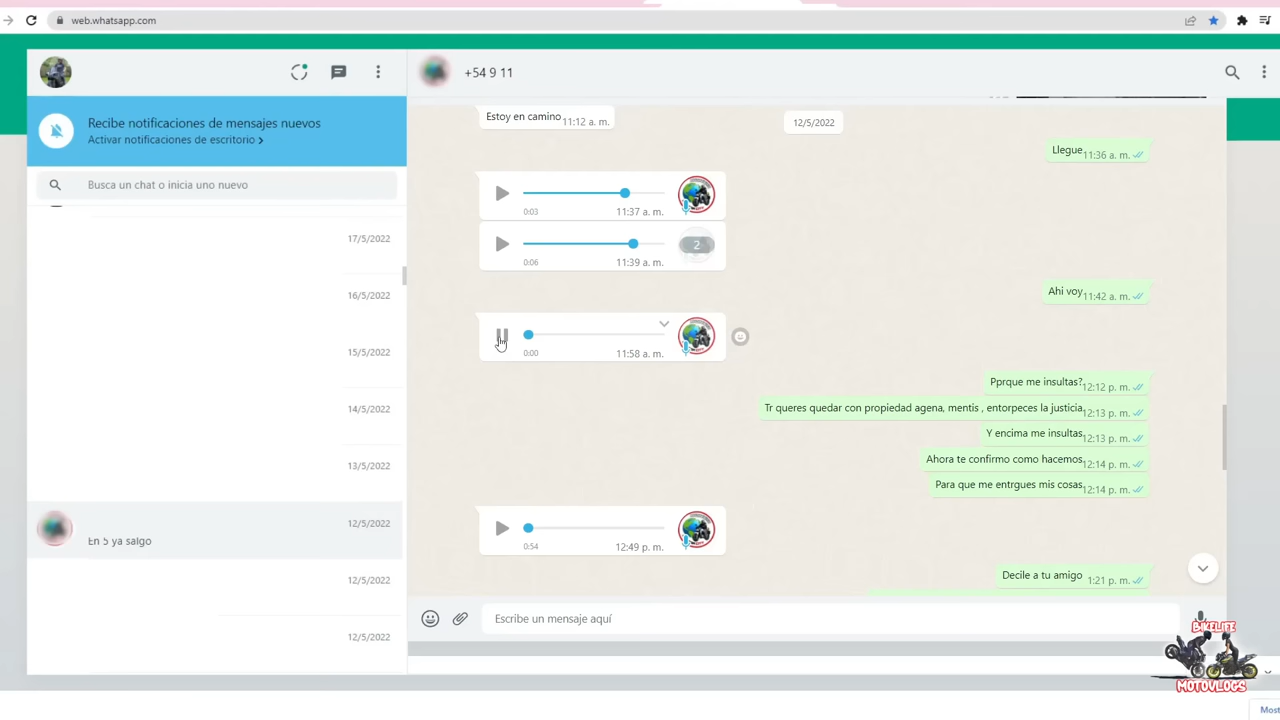 web.whatsapp.com
+54 9 11
Recibe notificaciones de mensajes nuevos
Activar notificaciones de escritorio
Busca un chat o inicia uno nuevo
17/5/2022
16/5/2022
15/5/2022
14/5/2022
13/5/2022
12/5/2022
En 5 ya salgo
12/5/2022
12/5/2022
Estoy en camino 11:12 a. m.
12/5/2022
Llegue 11:36 a. m.
0:03 11:37 a. m.
2
0:06 11:39 a. m.
Ahi voy 11:42 a. m.
0:00 11:58 a. m.
Pprque me insultas? 12:12 p. m.
Tr queres quedar con propiedad agena, mentis , entorpeces la justicia 12:13 p. m.
Y encima me insultas 12:13 p. m.
Ahora te confirmo como hacemos 12:14 p. m.
Para que me entrgues mis cosas 12:14 p. m.
0:54 12:49 p. m.
Decile a tu amigo 1:21 p. m.
Escribe un mensaje aquí
BIKELIFE
MOTOVLOGS
Most